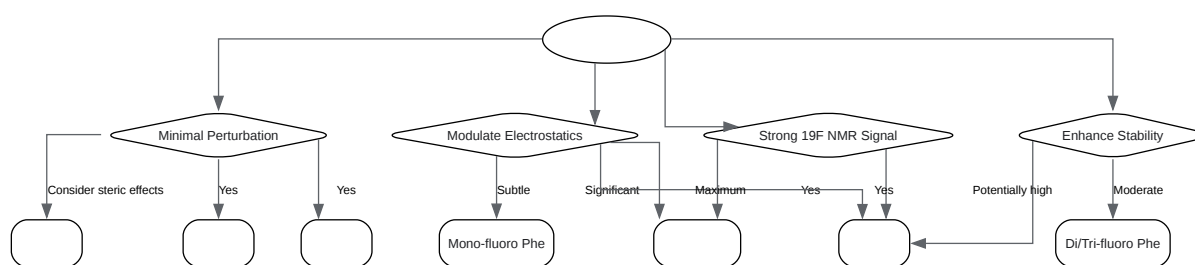 Minimal Perturbation
Modulate Electrostatics
Strong 19F NMR Signal
Enhance Stability
Consider steric effects
Yes
Yes
Subtle
Significant
Maximum
Yes
Yes
Potentially high
Moderate
Mono-fluoro Phe
Di/Tri-fluoro Phe